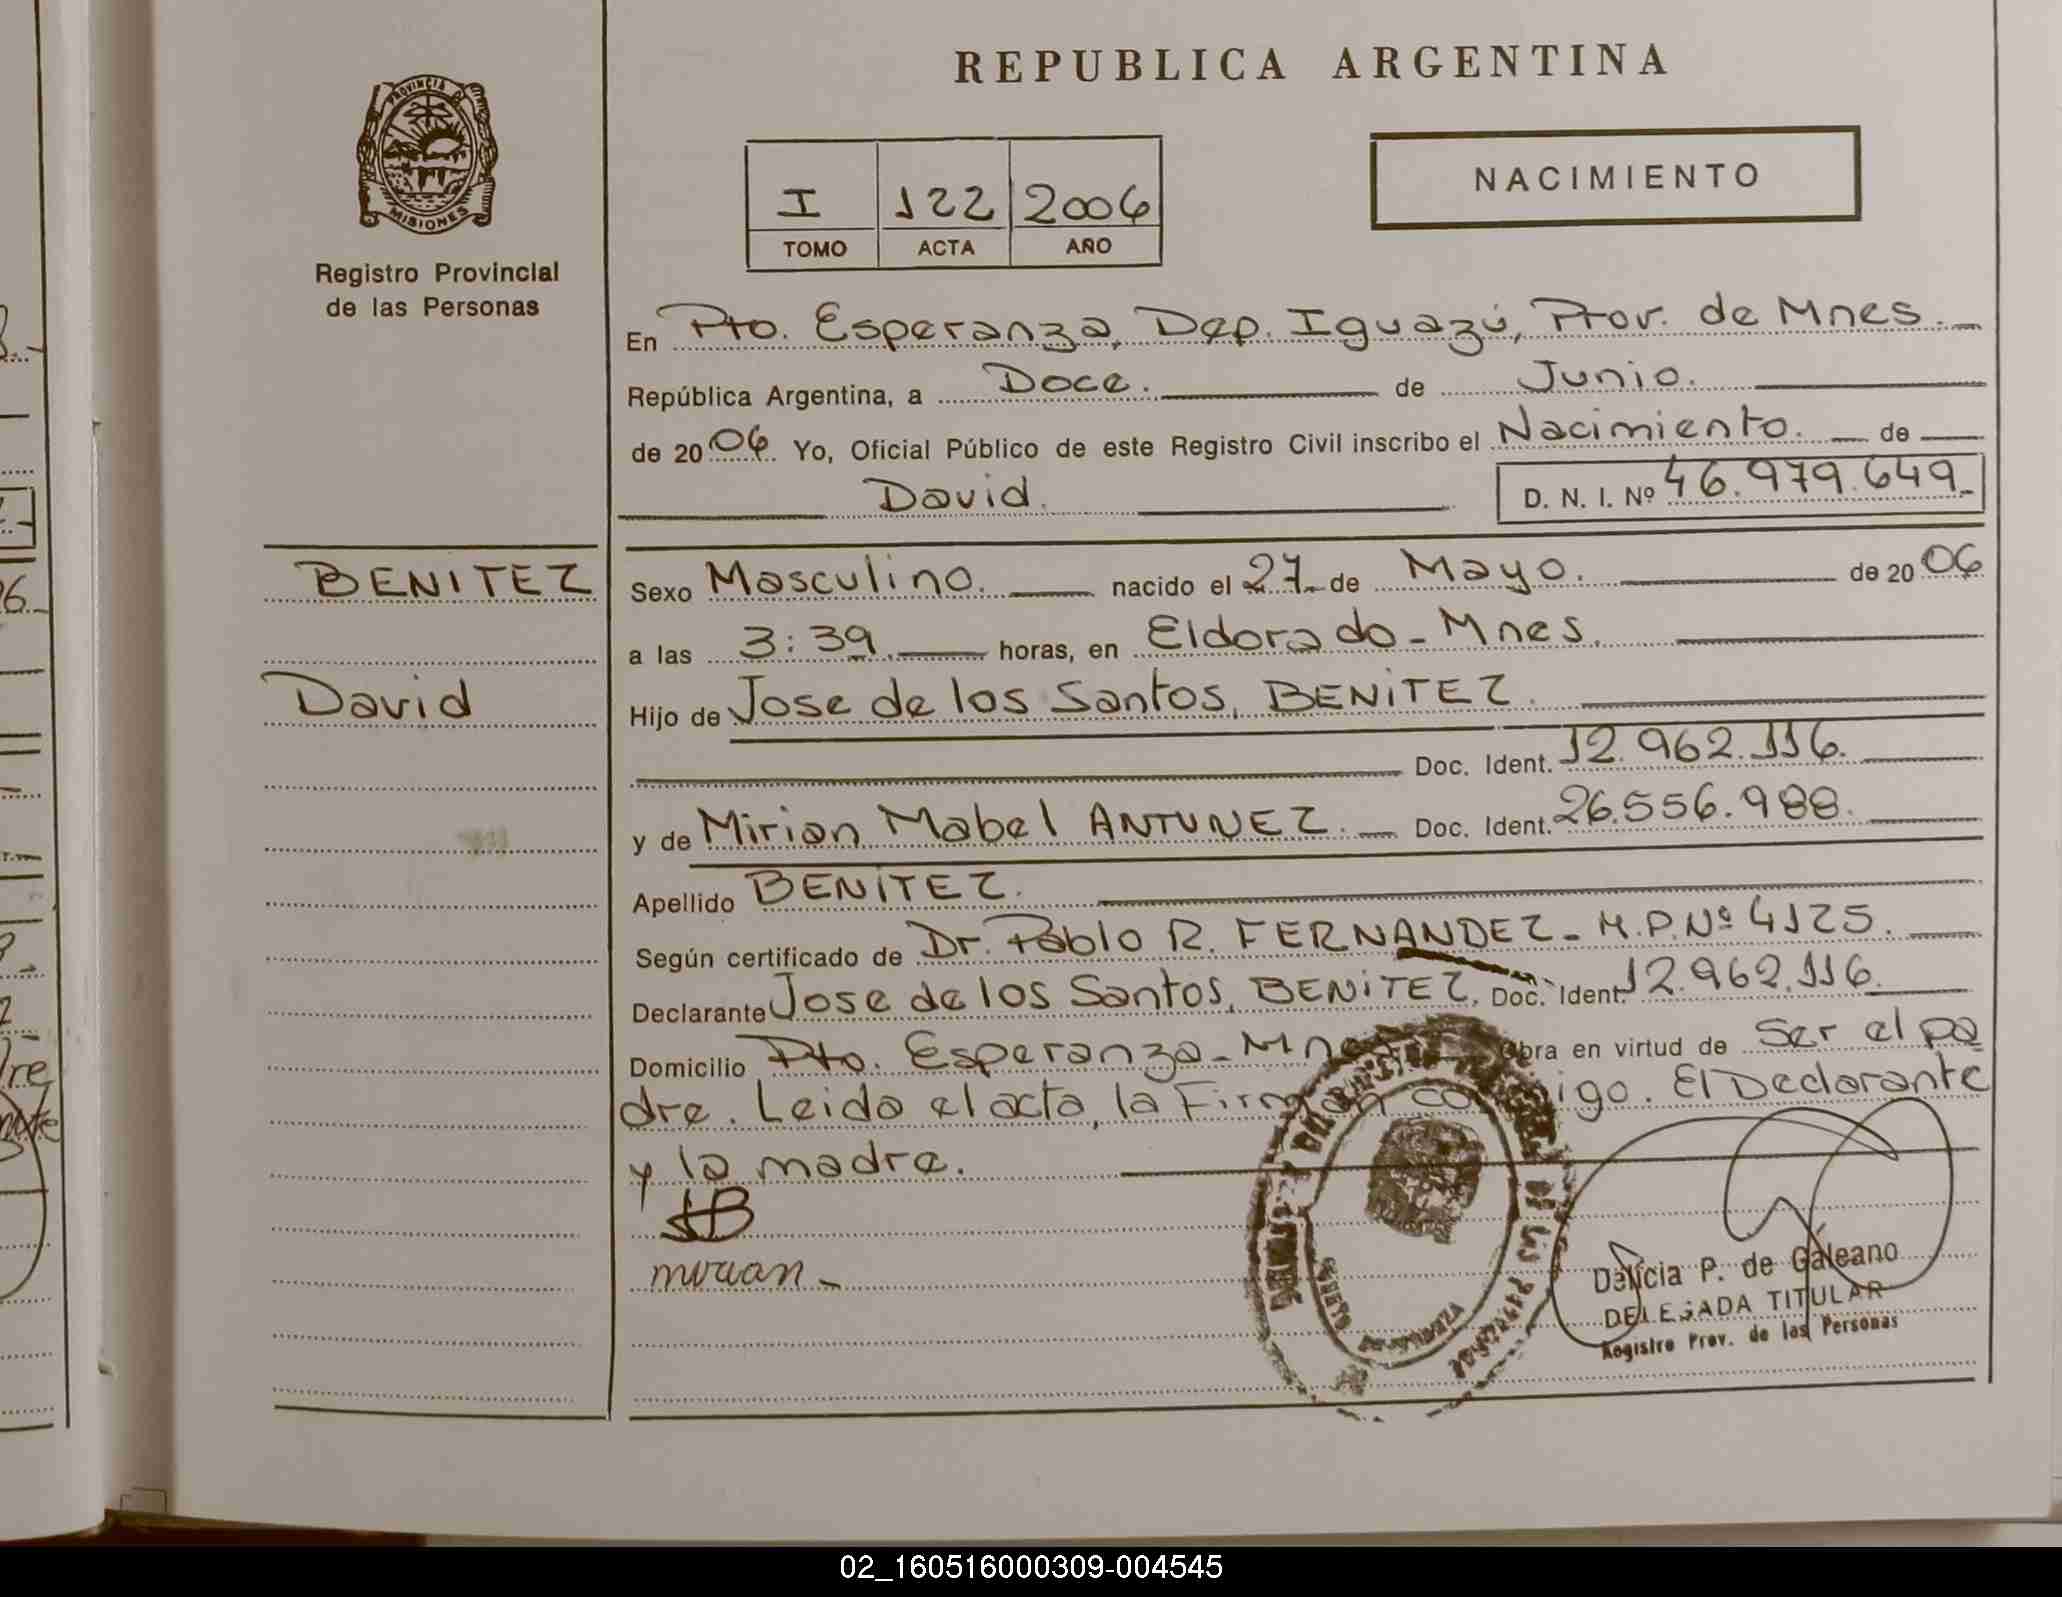 REPUBLICA ARGENTINA
PROVINCIA DE
MISIONES
Registro Provincial
de las Personas
NACIMIENTO
I 122 2006
TOMO ACTA AÑO
En Pto. Esperanza, Dep. Iguazú, Prov. de Mnes.
República Argentina, a Doce. de Junio.
de 2006 Yo, Oficial Público de este Registro Civil inscribo el Nacimiento. de
David. D. N. I. Nº 46.979.649
BENITEZ
David
Sexo Masculino. nacido el 27 de Mayo. de 2006
a las 3:39. horas, en Eldorado - Mnes.
Hijo de Jose de los Santos, BENITEZ.
Doc. Ident. 12.962.116.
y de Mirian Mabel ANTUNEZ. Doc. Ident. 26.556.988.
Apellido BENITEZ.
Según certificado de Dr. Pablo R. FERNANDEZ - M.P.Nº 4125.
Declarante Jose de los Santos, BENITEZ, Doc. Ident. 12.962.116.
Domicilio Pto. Esperanza - Mnes Obra en virtud de Ser el pa
dre. Leida el acta, la Firman conmigo. El Declarante
y la madre.
JB
mirian
Delicia P. de Galeano
DELEGADA TITULAR
Registro Prov. de las Personas
02_160516000309-004545